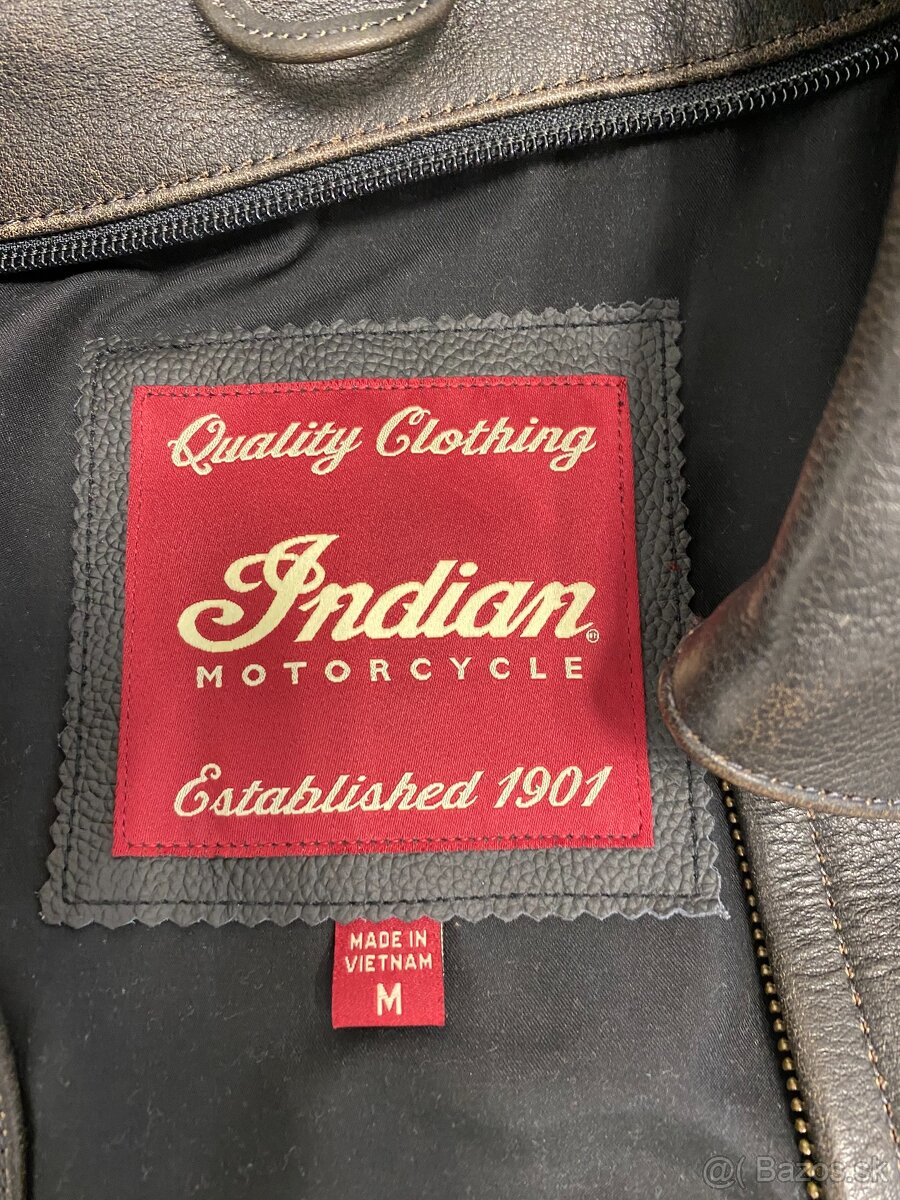 Quality Clothing
Indian®
MOTORCYCLE
Established 1901
MADE IN
VIETNAM
M
@( Bazos.sk